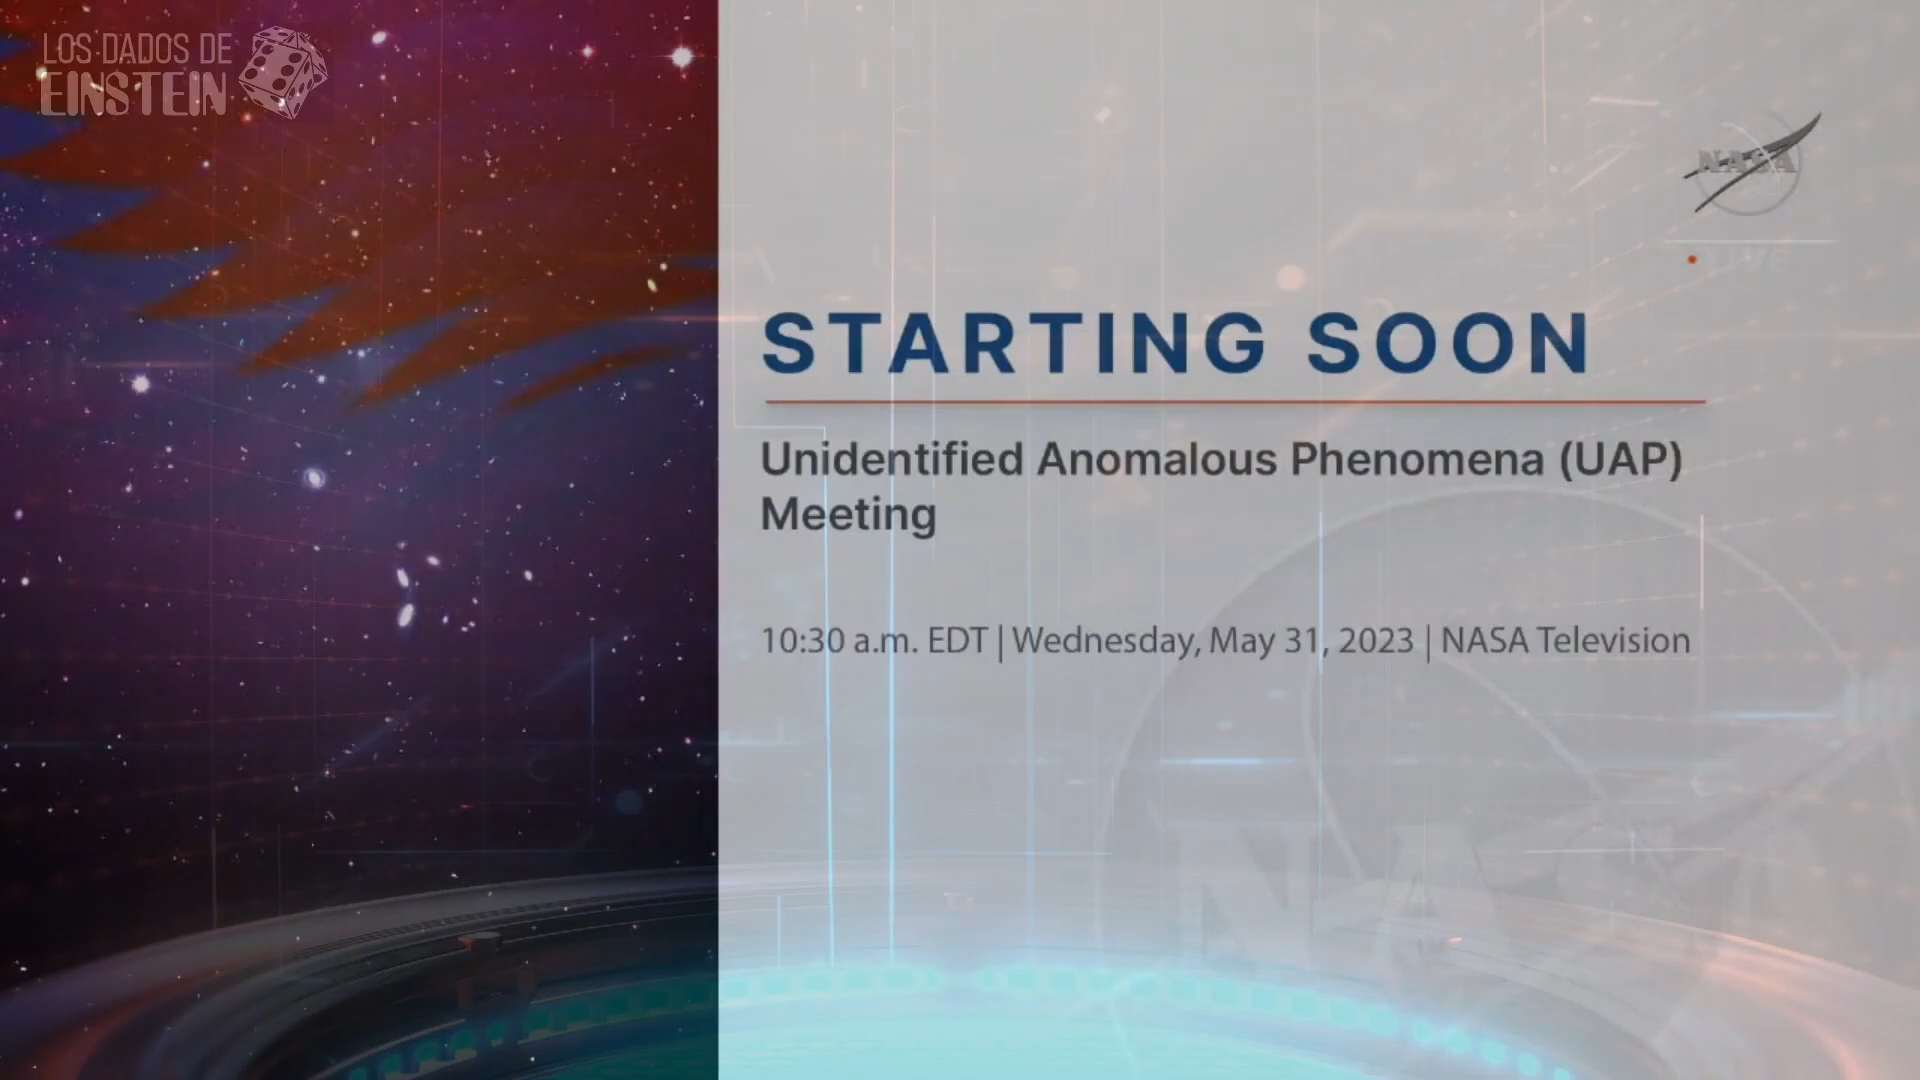 LOS DADOS DE
EINSTEIN
NASA
LIVE
STARTING SOON
Unidentified Anomalous Phenomena (UAP)
Meeting
10:30 a.m. EDT | Wednesday, May 31, 2023 | NASA Television